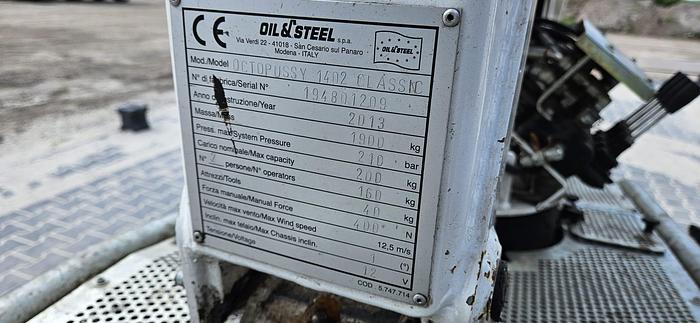 CE OIL & STEEL s.p.a.
Via Verdi 22 - 41018 - San Cesario sul Panaro
Modena - ITALY
OIL & STEEL
Mod./Model OCTOPUSSY 1402 CLASSIC
N° di fabbrica/Serial N° 194801209
Anno di costruzione/Year 2013
Massa/Mass 1900 kg
Press. max/System Pressure 210 bar
Carico nominale/Max capacity 200 kg
N° 2 persone/N° operators 160 kg
Attrezzi/Tools 40 kg
Forza manuale/Manual Force 400 N
Velocità max vento/Max Wind speed 12,5 m/s
Inclin. max telaio/Max Chassis inclin. 1 (°)
Tensione/Voltage 12 V
COD : 5.747.714